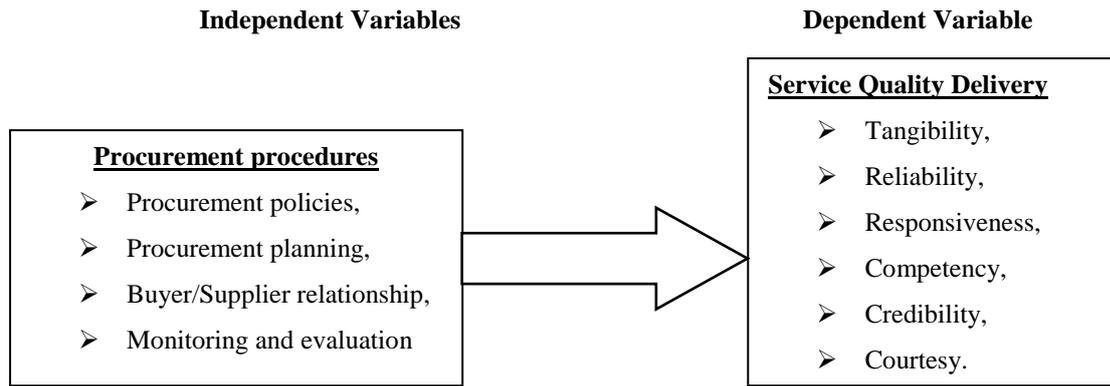 Independent Variables
Dependent Variable
Procurement procedures
➢ Procurement policies,
➢ Procurement planning,
➢ Buyer/Supplier relationship,
➢ Monitoring and evaluation
Service Quality Delivery
➢ Tangibility,
➢ Reliability,
➢ Responsiveness,
➢ Competency,
➢ Credibility,
➢ Courtesy.